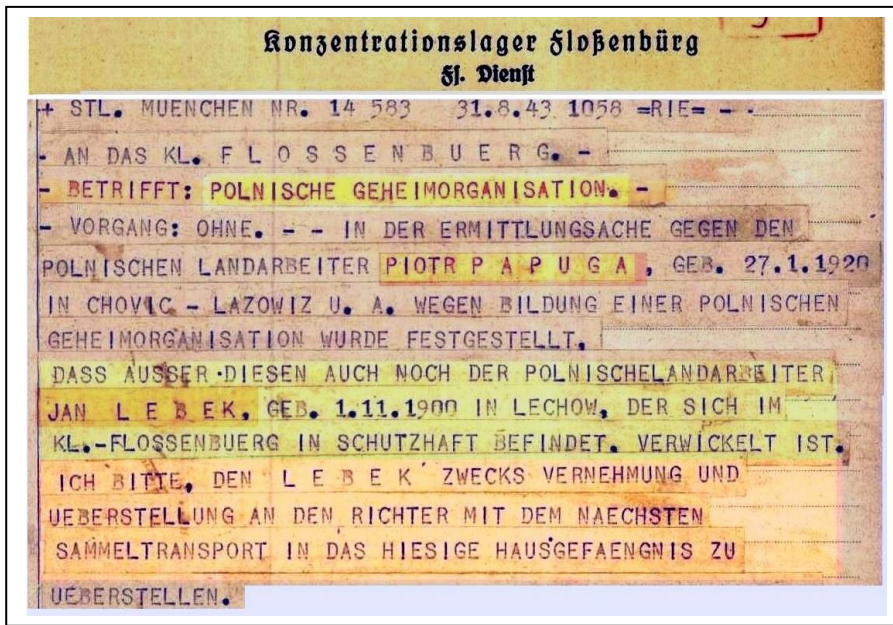 Konzentrationslager Floßenbürg
FS. Dienst
+ STL. MUENCHEN NR. 14 583 31.8.43 1058 =RIE= - -
- AN DAS KL. F L O S S E N B U E R G. -
- BETRIFFT: POLNISCHE GEHEIMORGANISATION. -
- VORGANG: OHNE. - - IN DER ERMITTLUNGSACHE GEGEN DEN
POLNISCHEN LANDARBEITER PIOTR P A P U G A , GEB. 27.1.1920
IN CHOVIC - LAZOWIZ U. A. WEGEN BILDUNG EINER POLNISCHEN
GEHEIMORGANISATION WURDE FESTGESTELLT.
DASS AUSSER DIESEN AUCH NOCH DER POLNISCHELANDARBEITER
JAN L E B E K, GEB. 1.11.1900 IN LECHOW, DER SICH IM
KL.-FLOSSENBUERG IN SCHUTZHAFT BEFINDET. VERWICKELT IST.
ICH BITTE, DEN L E B E K ZWECKS VERNEHMUNG UND
UEBERSTELLUNG AN DEN RICHTER MIT DEM NAECHSTEN
SAMMELTRANSPORT IN DAS HIESIGE HAUSGEFAENGNIS ZU
UEBERSTELLEN.